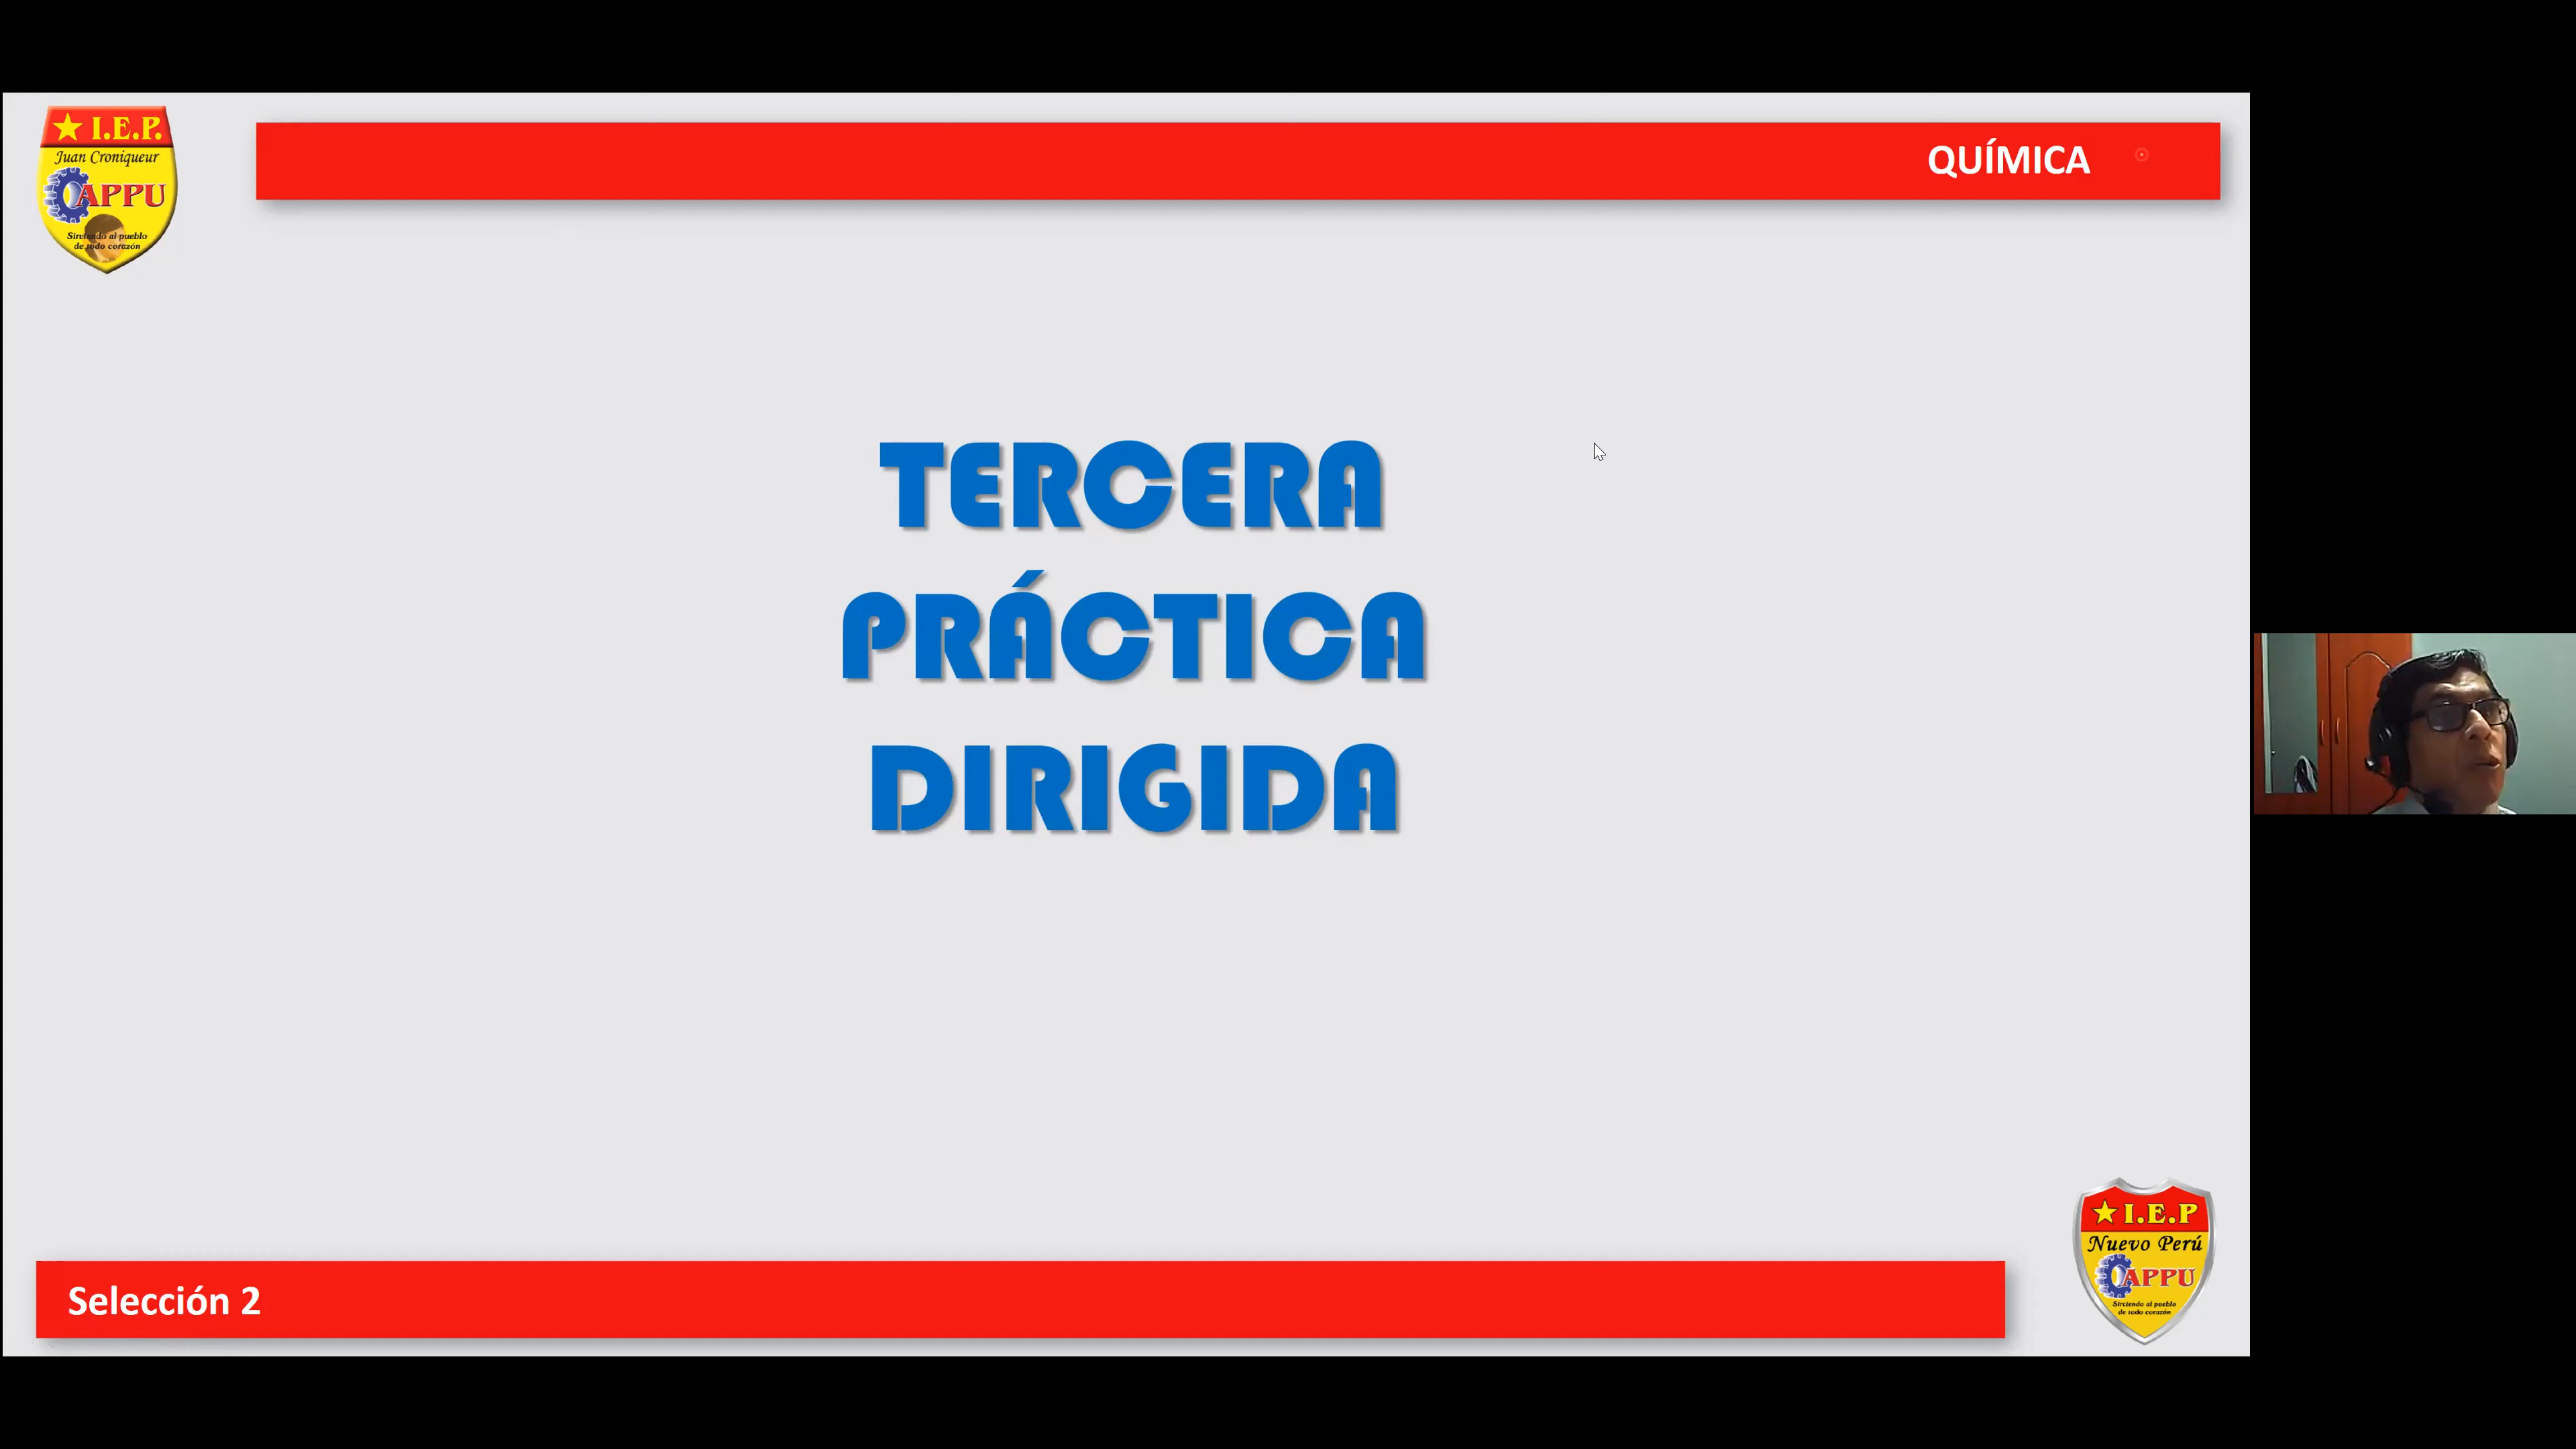 ★ I.E.P.
Juan Croniqueur
CAPPU
Sirviendo al pueblo
de todo corazón
QUÍMICA
TERCERA
PRÁCTICA
DIRIGIDA
Selección 2
★ I.E.P
Nuevo Perú
CAPPU
Sirviendo al pueblo
de todo corazón